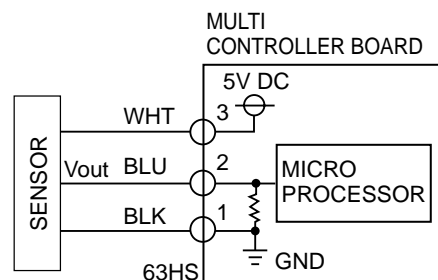 MULTI
CONTROLLER BOARD
5V DC
WHT
3
SENSOR
Vout
BLU
2
MICRO
PROCESSOR
BLK
1
GND
63HS